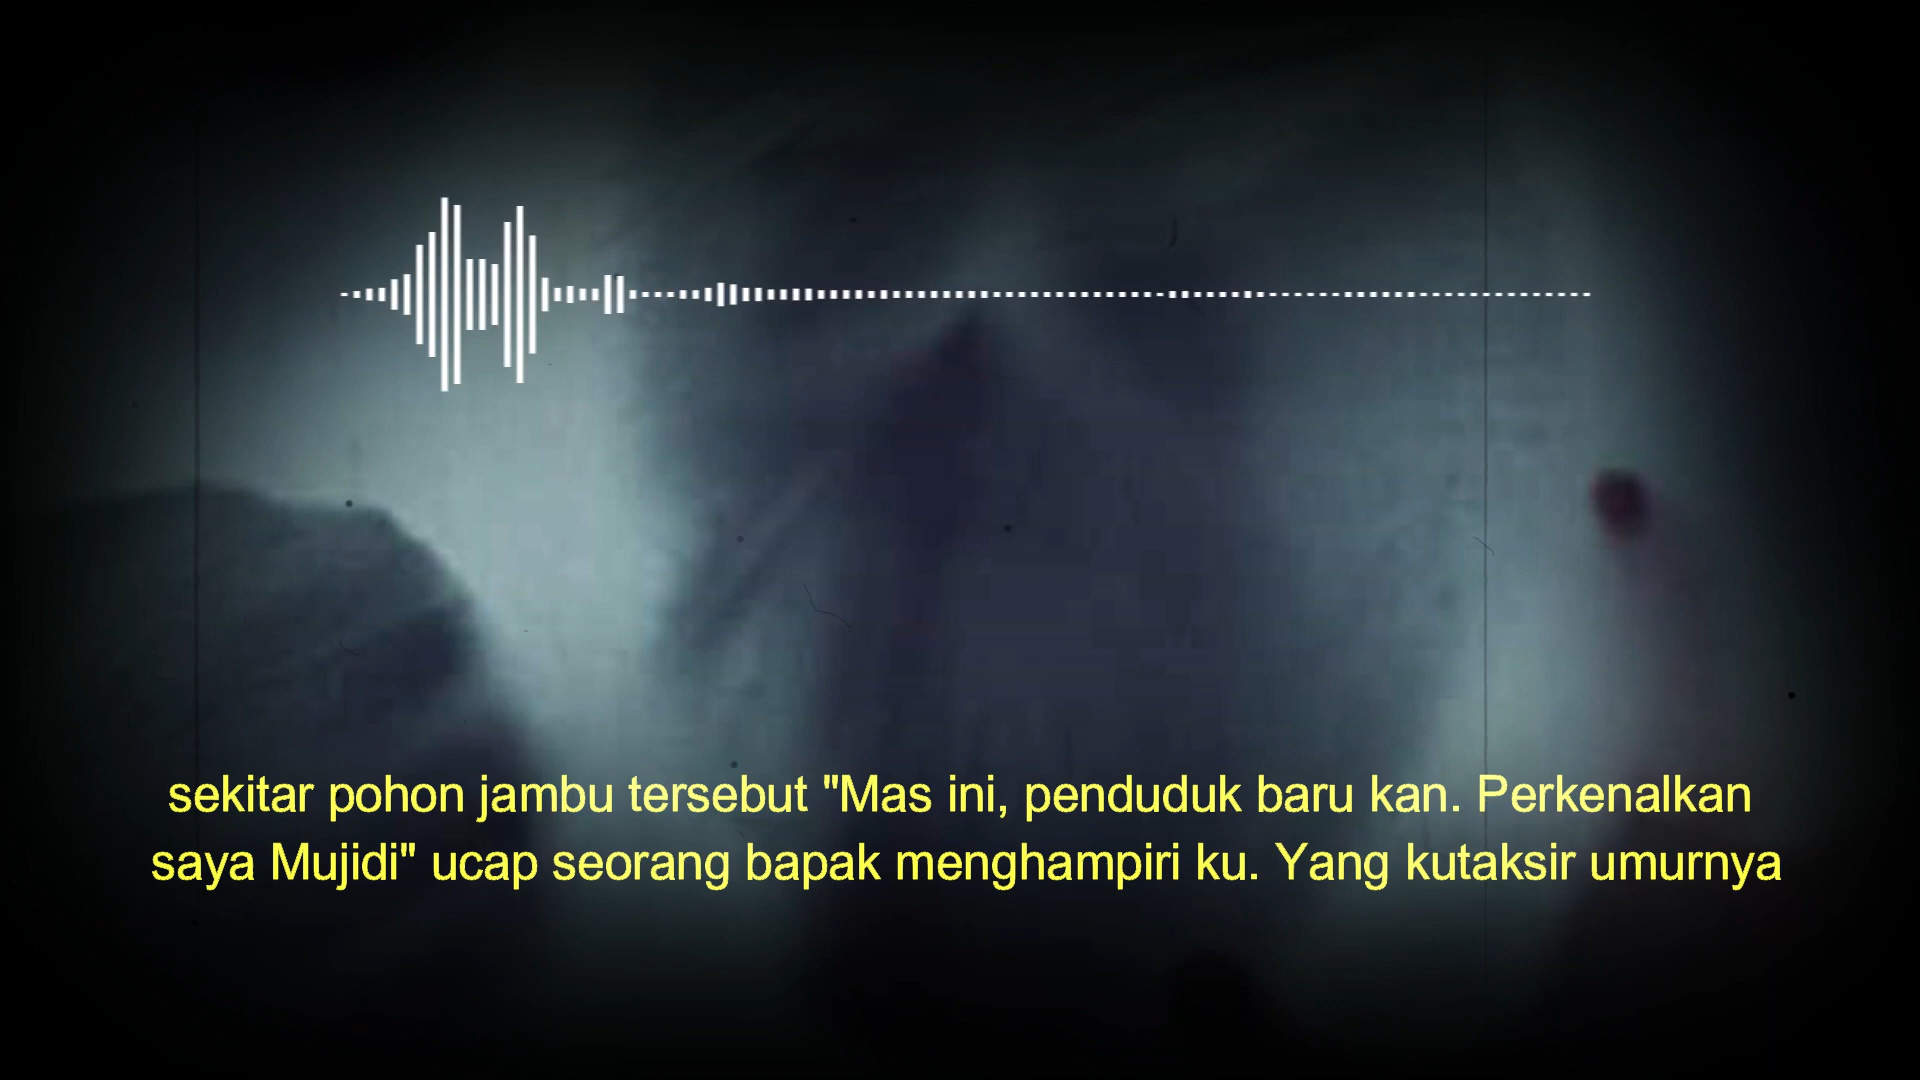 sekitar pohon jambu tersebut "Mas ini, penduduk baru kan. Perkenalkan
saya Mujidi" ucap seorang bapak menghampiri ku. Yang kutaksir umurnya